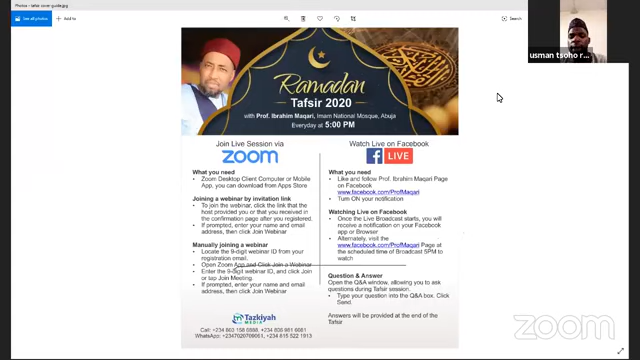 Photos - tafsir cover-guide.jpg
See all photos
Add to
Search
usman tsoho r...
Ramadan
Tafsir 2020
with Prof. Ibrahim Maqari, Imam National Mosque, Abuja
Everyday at 5:00 PM
Join Live Session via
zoom
What you need
• Zoom Desktop Client Computer or Mobile
App, you can download from Apps Store
Joining a webinar by invitation link
• To join the webinar, click the link that the
host provided you or that you received in
the confirmation page after you registered.
• If prompted, enter your name and email
address, then click Join Webinar
Manually joining a webinar
• Locate the 9-digit webinar ID from your
registration email.
• Open Zoom App and Click Join a Webinar
• Enter the 9-digit webinar ID, and click Join
or tap Join Meeting.
• If prompted, enter your name and email
address, then click Join Webinar
Watch Live on Facebook
f LIVE
What you need
• Like and follow Prof. Ibrahim Maqari Page
on Facebook
www.facebook.com/ProfMaqari
• Turn ON your notification
Watching Live on Facebook
• Once the Live Broadcast starts, you will
receive a notification on your Facebook
app or Browser
• Alternately, visit the
www.facebook.com/ProfMaqari Page at
the scheduled time of Broadcast 5PM to
watch
Question & Answer
Open the Q&A window, allowing you to ask
questions during Tafsir session.
• Type your question into the Q&A box. Click
Send.
Answers will be provided at the end of the
Tafsir
Tazkiyah
MEDIA
zoom